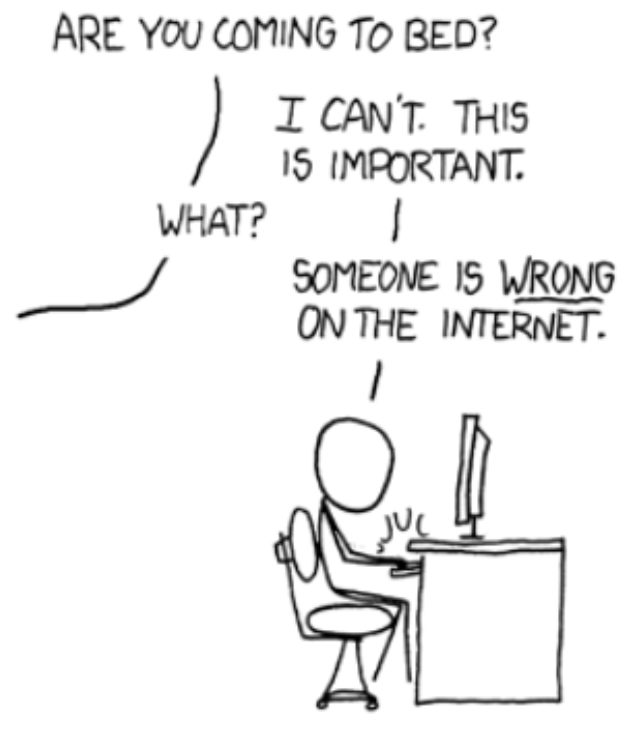 ARE YOU COMING TO BED?
I CAN'T. THIS
IS IMPORTANT.
WHAT?
SOMEONE IS WRONG
ON THE INTERNET.